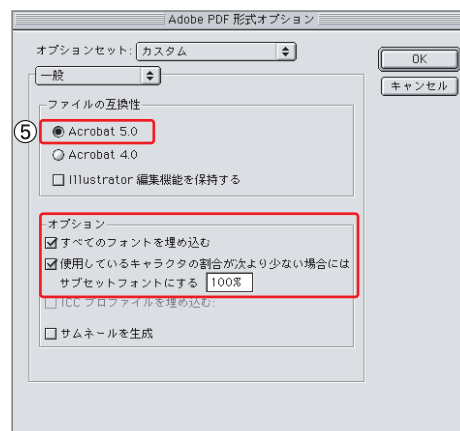 Adobe PDF 形式オプション
オプションセット: カスタム
OK
一般
キャンセル
ファイルの互換性
⑤
Acrobat 5.0
Acrobat 4.0
Illustrator 編集機能を保持する
オプション
すべてのフォントを埋め込む
使用しているキャラクタの割合が次より少ない場合には
サブセットフォントにする 100%
ICC プロファイルを埋め込む:
サムネールを生成